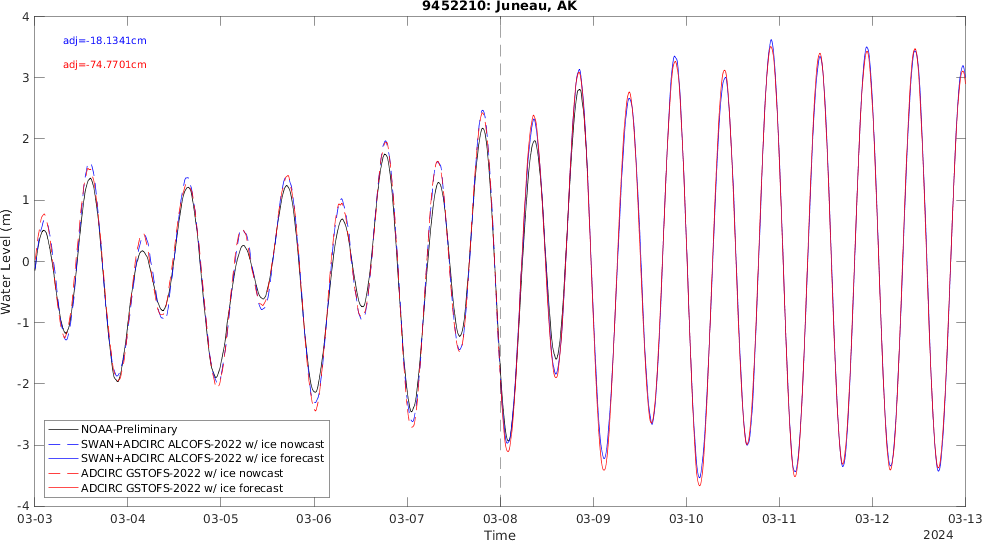 9452210: Juneau, AK
adj=-18.1341cm
adj=-74.7701cm
Water Level (m)
4
3
2
1
0
-1
-2
-3
-4
NOAA-Preliminary
SWAN+ADCIRC ALCOFS-2022 w/ ice nowcast
SWAN+ADCIRC ALCOFS-2022 w/ ice forecast
ADCIRC GSTOFS-2022 w/ ice nowcast
ADCIRC GSTOFS-2022 w/ ice forecast
03-03 03-04 03-05 03-06 03-07 03-08 03-09 03-10 03-11 03-12 03-13
Time
2024